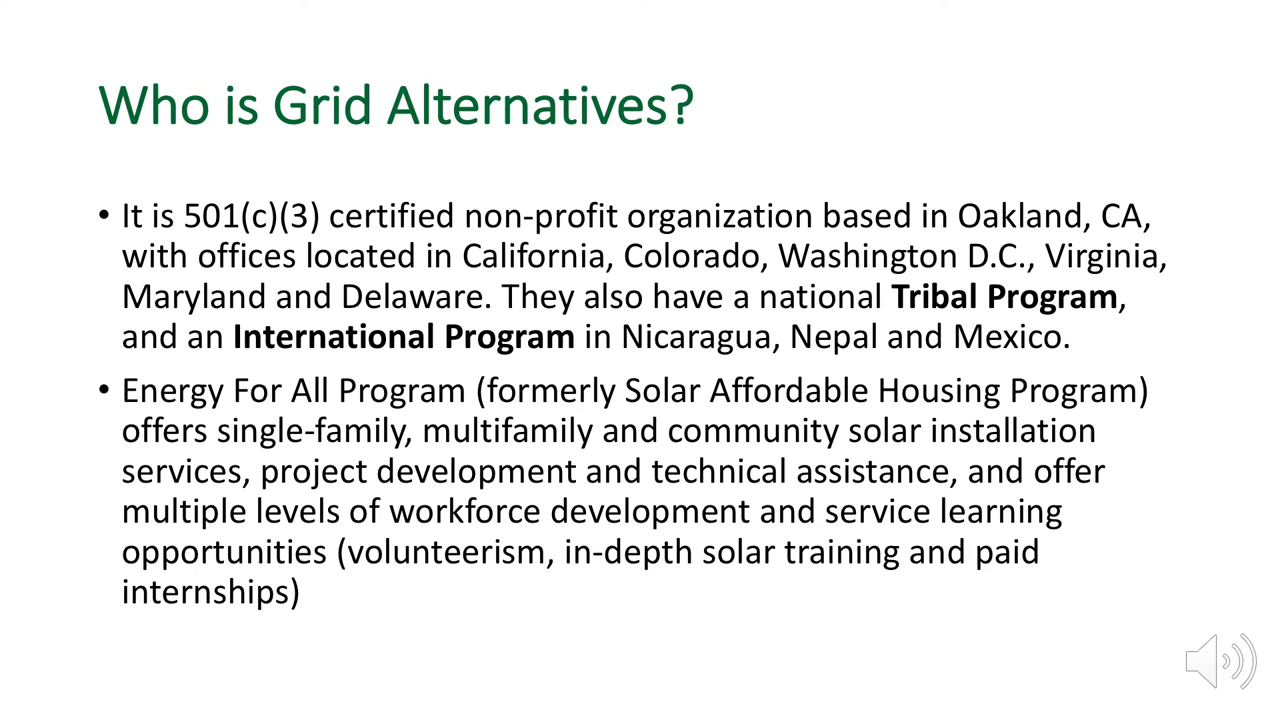 Who is Grid Alternatives?
• It is 501(c)(3) certified non-profit organization based in Oakland, CA,
with offices located in California, Colorado, Washington D.C., Virginia,
Maryland and Delaware. They also have a national Tribal Program,
and an International Program in Nicaragua, Nepal and Mexico.
• Energy For All Program (formerly Solar Affordable Housing Program)
offers single-family, multifamily and community solar installation
services, project development and technical assistance, and offer
multiple levels of workforce development and service learning
opportunities (volunteerism, in-depth solar training and paid
internships)